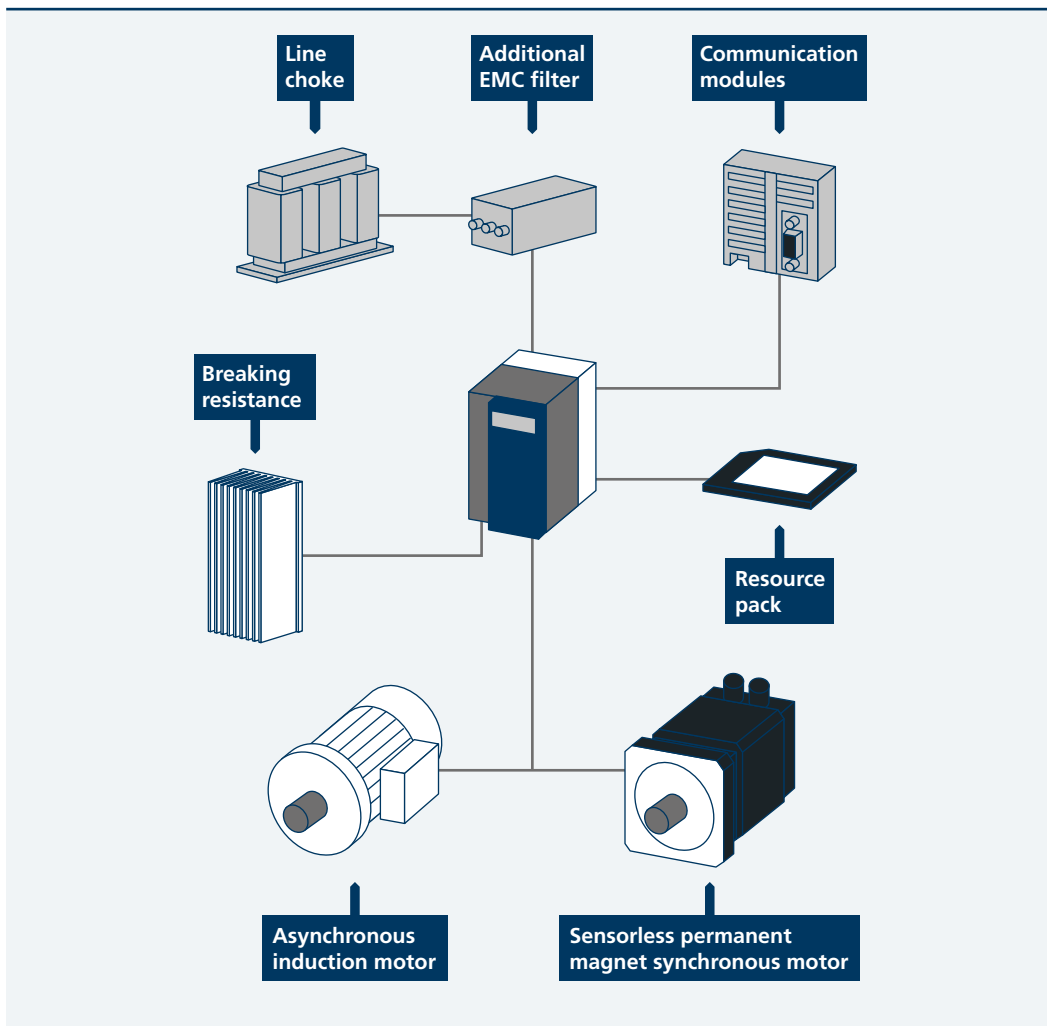 Line
choke
Additional
EMC filter
Communication
modules
Breaking
resistance
Resource
pack
Asynchronous
induction motor
Sensorless permanent
magnet synchronous motor